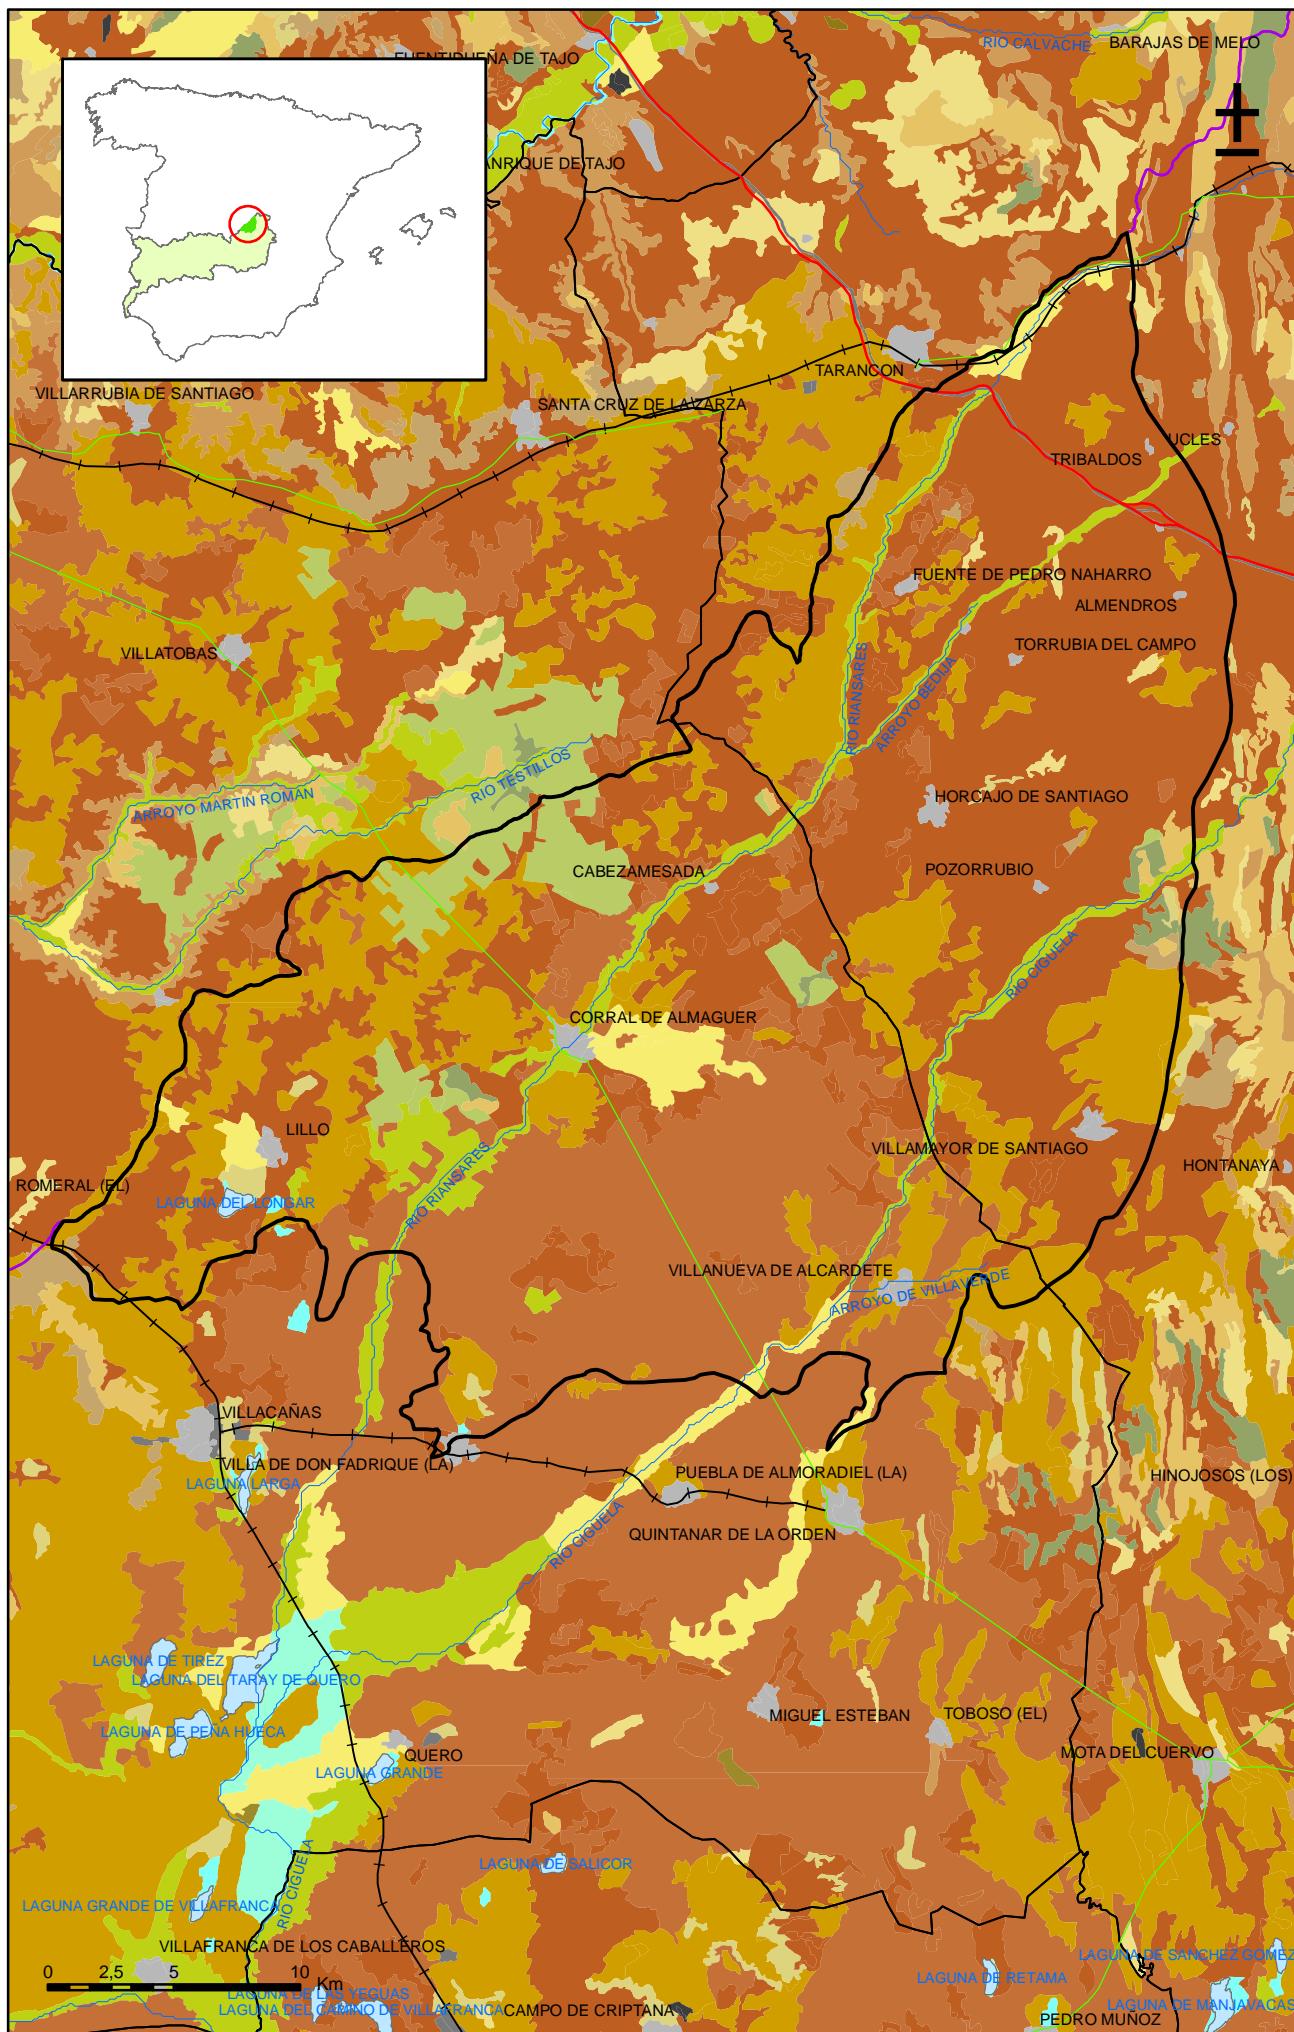 RIO CALVACHE
BARAJAS DE MELO
FUENTIDUEÑA DE TAJO
ANRIQUE DE TAJO
TARANCON
VILLARRUBIA DE SANTIAGO
SANTA CRUZ DE LA ZARZA
UCLES
TRIBALDOS
FUENTE DE PEDRO NAHARRO
ALMENDROS
TORRUBIA DEL CAMPO
VILLATOBAS
RIO RIANSARES
ARROYO BEDIJA
RIO TESTILLOS
ARROYO MARTIN ROMAN
HORCAJO DE SANTIAGO
CABEZAMESADA
POZORRUBIO
RIO CIGUELA
CORRAL DE ALMAGUER
LILLO
VILLAMAYOR DE SANTIAGO
HONTANAYA
ROMERAL (EL)
LAGUNA DEL LONGAR
RIO RIANSARES
VILLANUEVA DE ALCARDETE
ARROYO DE VILLAVERDE
VILLACAÑAS
VILLA DE DON FADRIQUE (LA)
PUEBLA DE ALMORADIEL (LA)
HINOJOSOS (LOS)
LAGUNA LARGA
QUINTANAR DE LA ORDEN
RIO CIGUELA
LAGUNA DE TIREZ
LAGUNA DEL TARAY DE QUERO
MIGUEL ESTEBAN
TOBOSO (EL)
LAGUNA DE PEÑA HUECA
QUERO
MOTA DEL CUERVO
LAGUNA GRANDE
LAGUNA DE SALICOR
RIO CIGUELA
LAGUNA GRANDE DE VILLAFRANCA
VILLAFRANCA DE LOS CABALLEROS
LAGUNA DE SANCHEZ GOMEZ
0 2,5 5 10 Km
LAGUNA DE RETAMA
LAGUNA DE LAS YEGUAS
LAGUNA DE MANJAVACAS
LAGUNA DEL CAMINO DE VILLAFRANCA
CAMPO DE CRIPTANA
PEDRO MUÑOZ